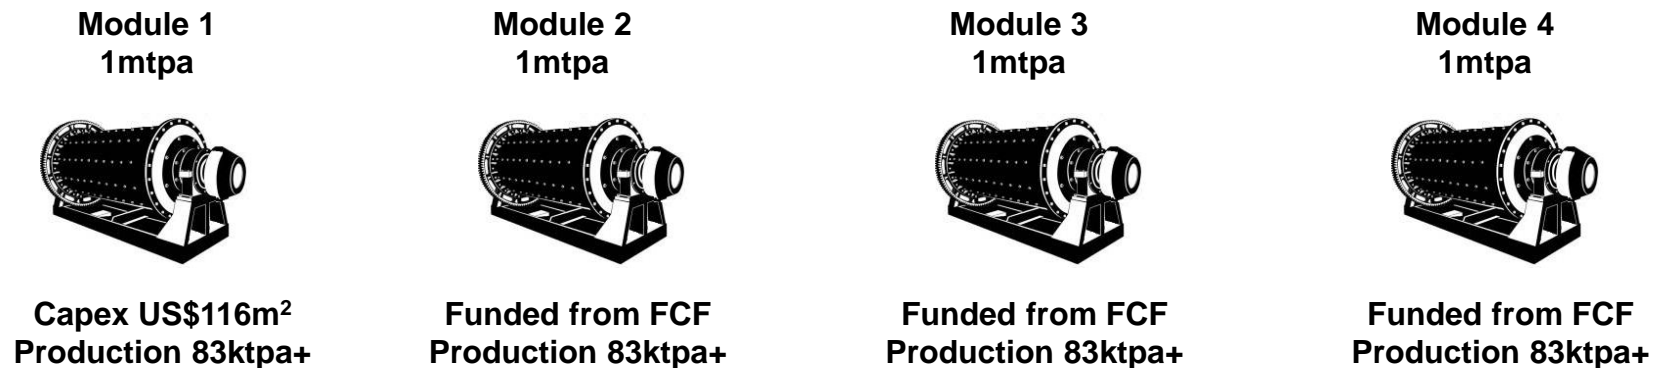 Module 1
1mtpa
Module 2
1mtpa
Module 3
1mtpa
Module 4
1mtpa
Capex US$116m²
Production 83ktpa+
Funded from FCF
Production 83ktpa+
Funded from FCF
Production 83ktpa+
Funded from FCF
Production 83ktpa+